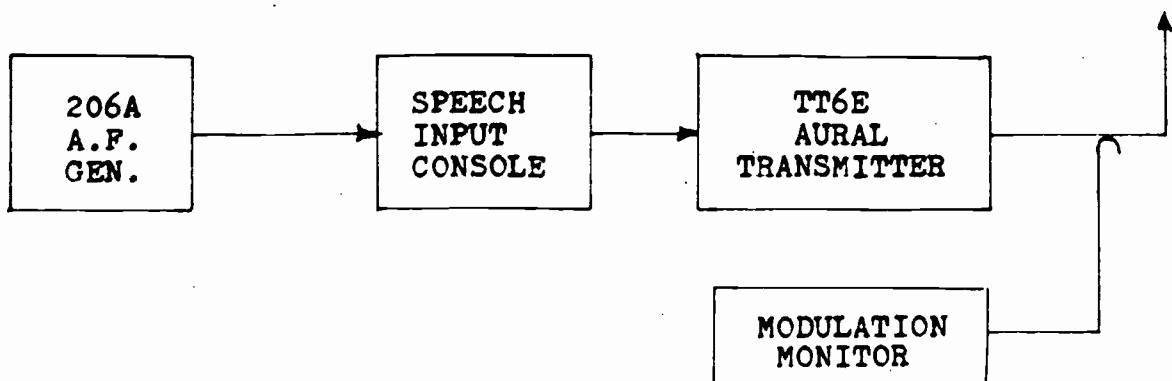 206A
A.F.
GEN.
SPEECH
INPUT
CONSOLE
TT6E
AURAL
TRANSMITTER
MODULATION
MONITOR